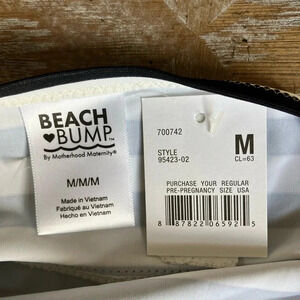 BEACH
♥BUMP™
By Motherhood Maternity®
M/M/M
Made in Vietnam
Fabriqué au Vietnam
Hecho en Vietnam
700742
STYLE
95423-02
M
CL=63
PURCHASE YOUR REGULAR
PRE-PREGNANCY SIZE USA
8 87822 06592 5